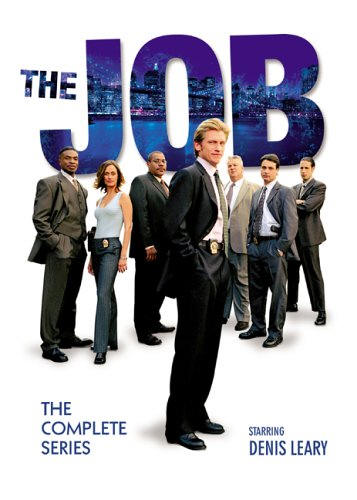 THE
JOB
THE
COMPLETE
SERIES
STARRING
DENIS LEARY